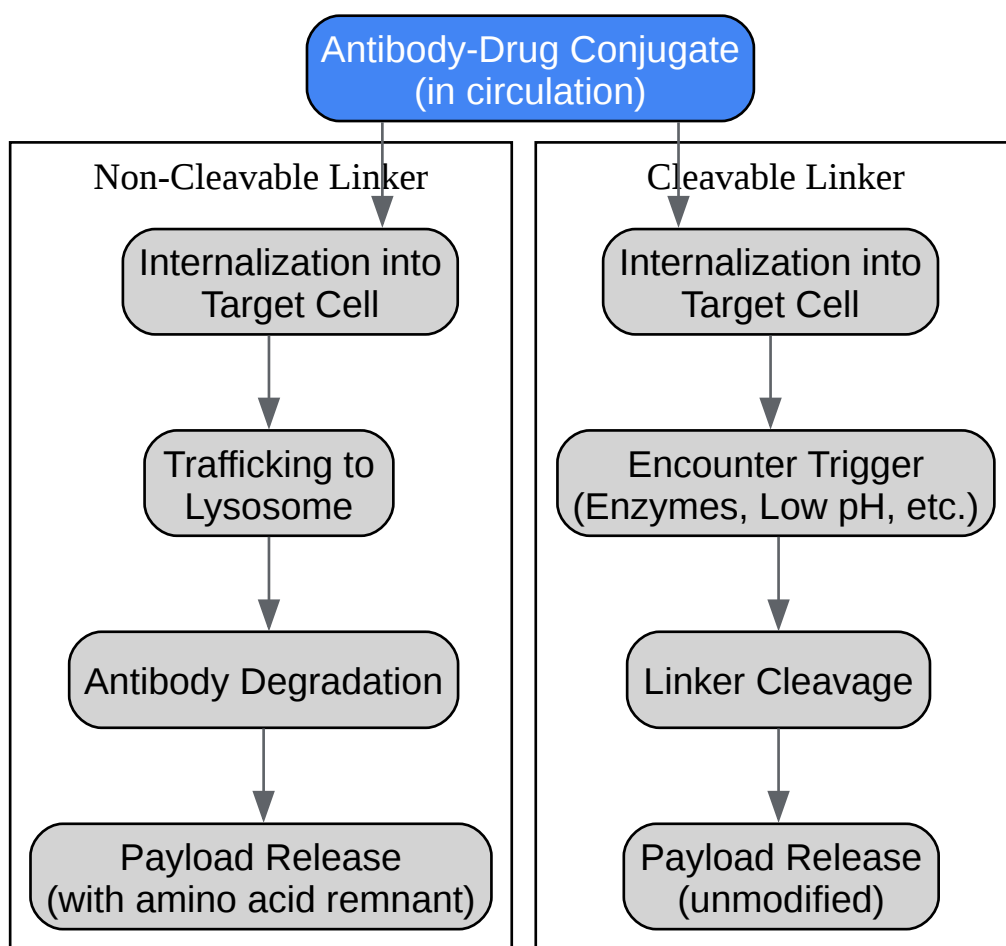 Antibody-Drug Conjugate
(in circulation)
Non-Cleavable Linker
Internalization into
Target Cell
Trafficking to
Lysosome
Antibody Degradation
Payload Release
(with amino acid remnant)
Cleavable Linker
Internalization into
Target Cell
Encounter Trigger
(Enzymes, Low pH, etc.)
Linker Cleavage
Payload Release
(unmodified)